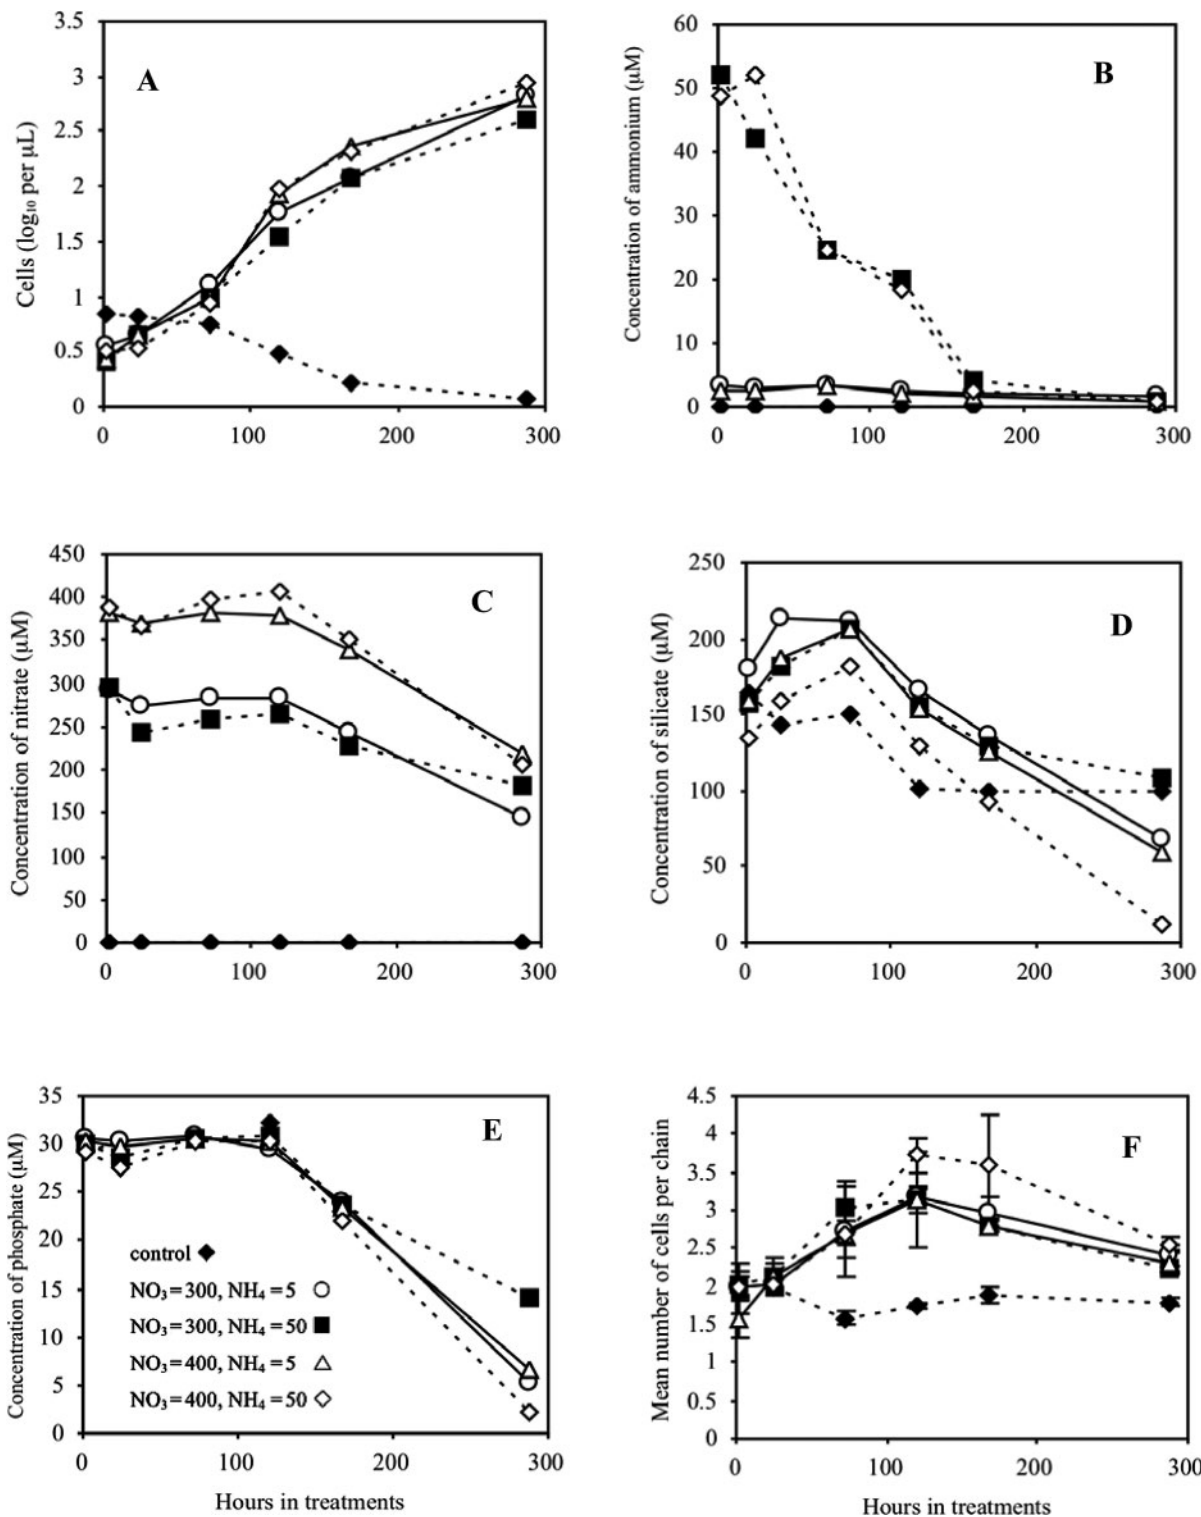 3.5
3
2.5
2
1.5
1
0.5
0
Cells (log₁₀ per μL)
A
0 100 200 300
60
50
40
30
20
10
0
Concentration of ammonium (μM)
B
0 100 200 300
450
400
350
300
250
200
150
100
50
0
Concentration of nitrate (μM)
C
0 100 200 300
250
200
150
100
50
0
Concentration of silicate (μM)
D
0 100 200 300
35
30
25
20
15
10
5
0
Concentration of phosphate (μM)
E
control
NO₃ = 300, NH₄ = 5
NO₃ = 300, NH₄ = 50
NO₃ = 400, NH₄ = 5
NO₃ = 400, NH₄ = 50
0 100 200 300
Hours in treatments
4.5
4
3.5
3
2.5
2
1.5
1
0.5
0
Mean number of cells per chain
F
0 100 200 300
Hours in treatments